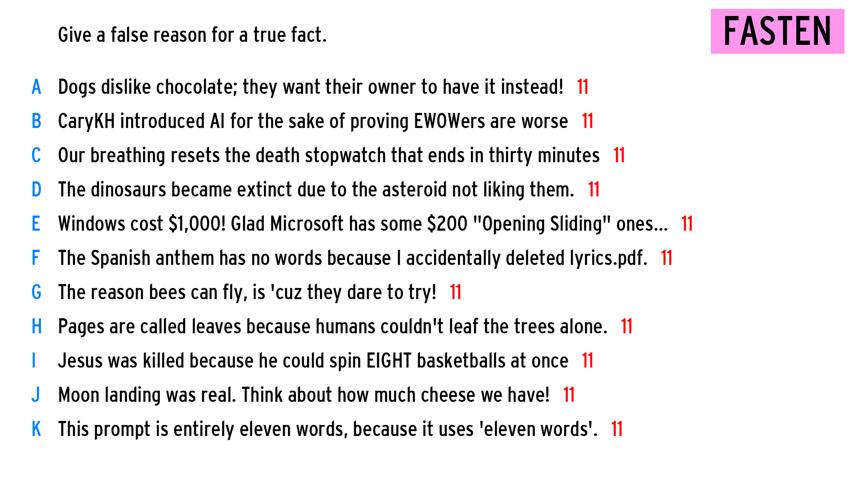 Give a false reason for a true fact.
FASTEN
A Dogs dislike chocolate; they want their owner to have it instead! 11
B CaryKH introduced AI for the sake of proving EWOWers are worse 11
C Our breathing resets the death stopwatch that ends in thirty minutes 11
D The dinosaurs became extinct due to the asteroid not liking them. 11
E Windows cost $1,000! Glad Microsoft has some $200 "Opening Sliding" ones... 11
F The Spanish anthem has no words because I accidentally deleted lyrics.pdf. 11
G The reason bees can fly, is 'cuz they dare to try! 11
H Pages are called leaves because humans couldn't leaf the trees alone. 11
I Jesus was killed because he could spin EIGHT basketballs at once 11
J Moon landing was real. Think about how much cheese we have! 11
K This prompt is entirely eleven words, because it uses 'eleven words'. 11